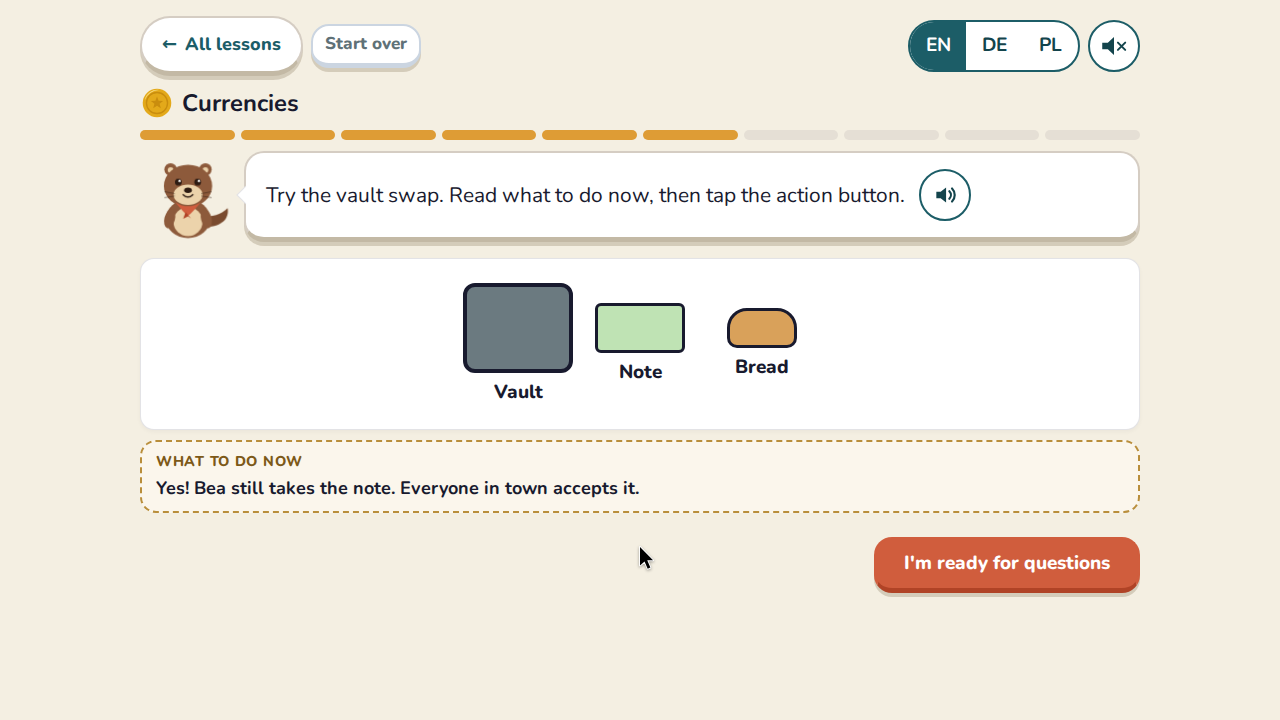 ← All lessons
Start over
EN DE PL
Currencies
Try the vault swap. Read what to do now, then tap the action button.
Vault
Note
Bread
WHAT TO DO NOW
Yes! Bea still takes the note. Everyone in town accepts it.
I'm ready for questions